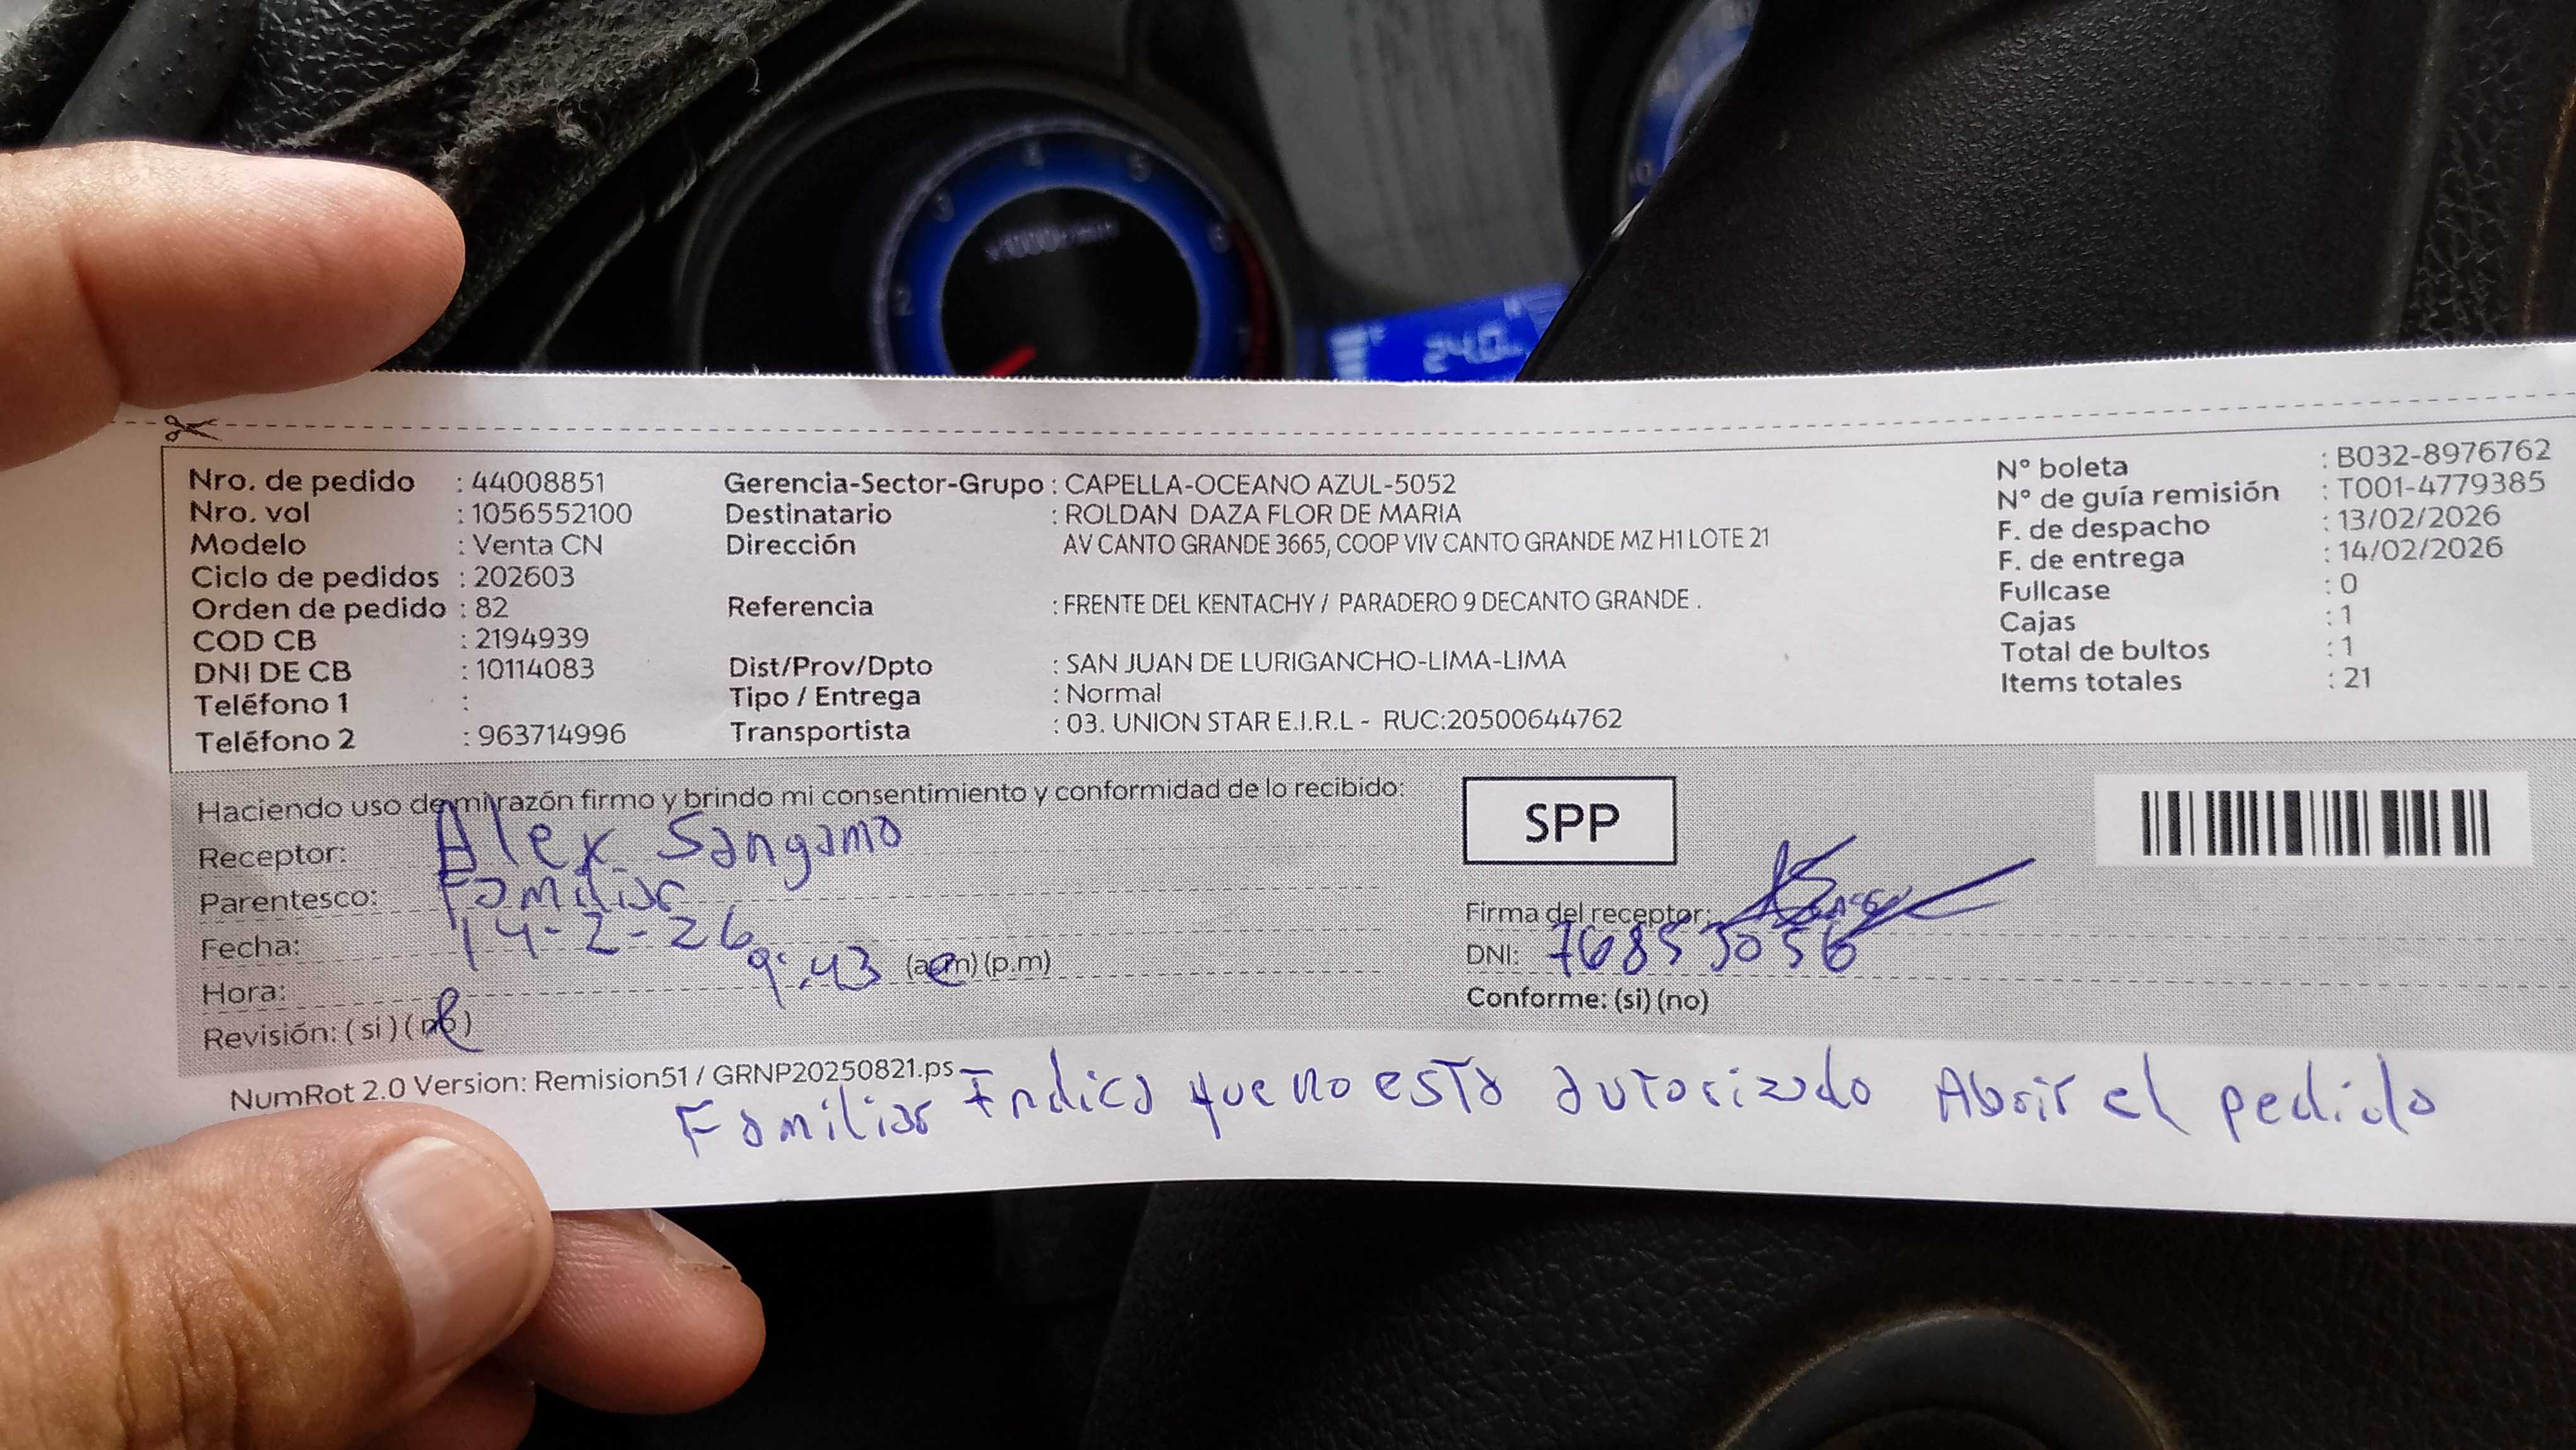 Nro. de pedido : 44008851
Nro. vol : 1056552100
Modelo : Venta CN
Ciclo de pedidos : 202603
Orden de pedido : 82
COD CB : 2194939
DNI DE CB : 10114083
Teléfono 1 :
Teléfono 2 : 963714996
Gerencia-Sector-Grupo : CAPELLA-OCEANO AZUL-5052
Destinatario : ROLDAN DAZA FLOR DE MARIA
Dirección AV CANTO GRANDE 3665, COOP VIV CANTO GRANDE MZ H1 LOTE 21
Referencia : FRENTE DEL KENTACHY / PARADERO 9 DECANTO GRANDE .
Dist/Prov/Dpto : SAN JUAN DE LURIGANCHO-LIMA-LIMA
Tipo / Entrega : Normal
Transportista : 03. UNION STAR E.I.R.L - RUC:20500644762
N° boleta : B032-8976762
N° de guía remisión : T001-4779385
F. de despacho : 13/02/2026
F. de entrega : 14/02/2026
Fullcase : 0
Cajas : 1
Total de bultos : 1
Items totales : 21
Haciendo uso de mi razón firmo y brindo mi consentimiento y conformidad de lo recibido:
Receptor: Alex Sangama
Parentesco: Familiar
Fecha: 14-2-26
Hora: 9:43 (a.m) (p.m)
Revisión: ( si ) ( no )
SPP
Firma del receptor:
DNI: 76853056
Conforme: (si) (no)
NumRot 2.0 Version: Remision51 / GRNP20250821.ps
Familiar Indica que no esta autorizado Abrir el pedido
2 3 4 5 6
240